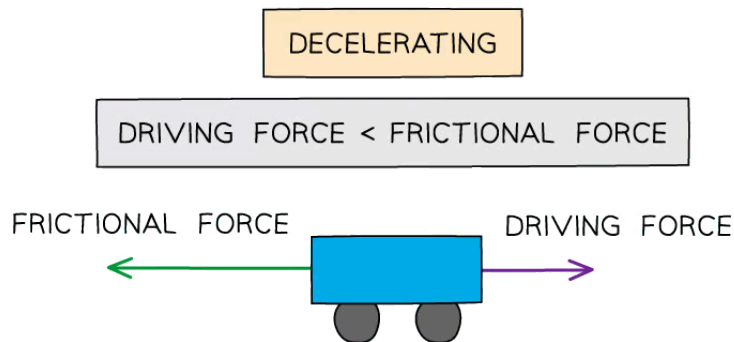 DECELERATING
DRIVING FORCE < FRICTIONAL FORCE
FRICTIONAL FORCE
DRIVING FORCE